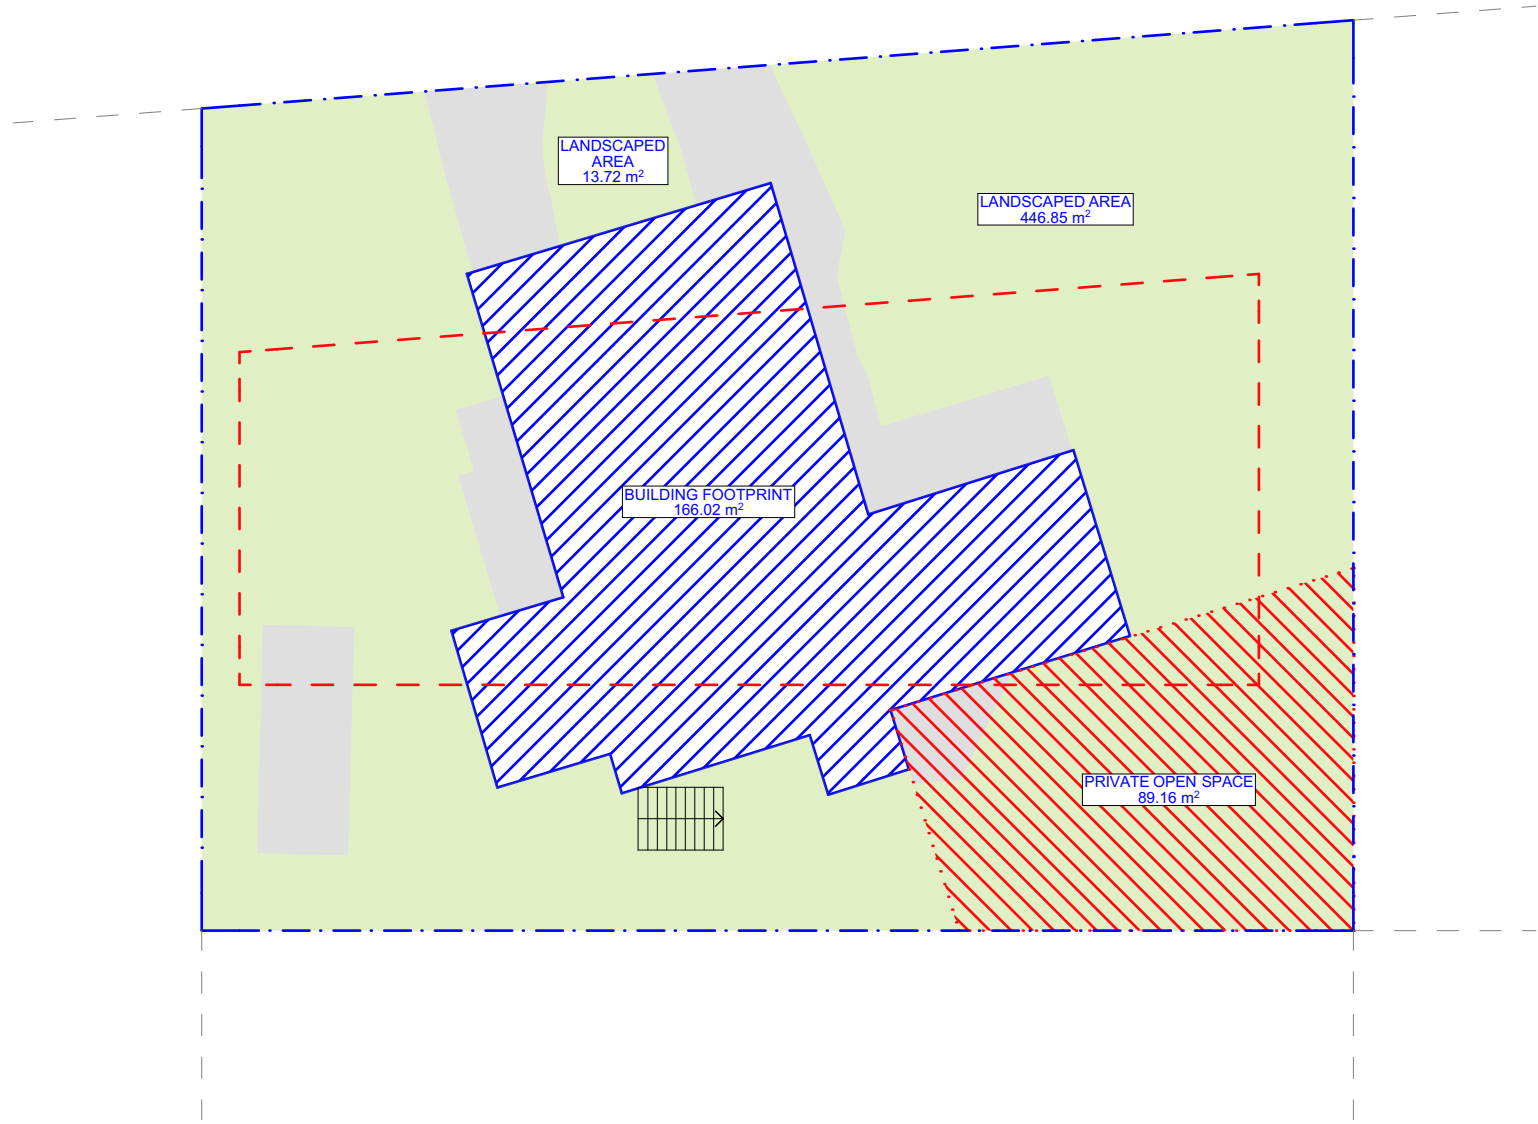 LANDSCAPED
AREA
13.72 m²
LANDSCAPED AREA
446.85 m²
BUILDING FOOTPRINT
166.02 m²
PRIVATE OPEN SPACE
89.16 m²